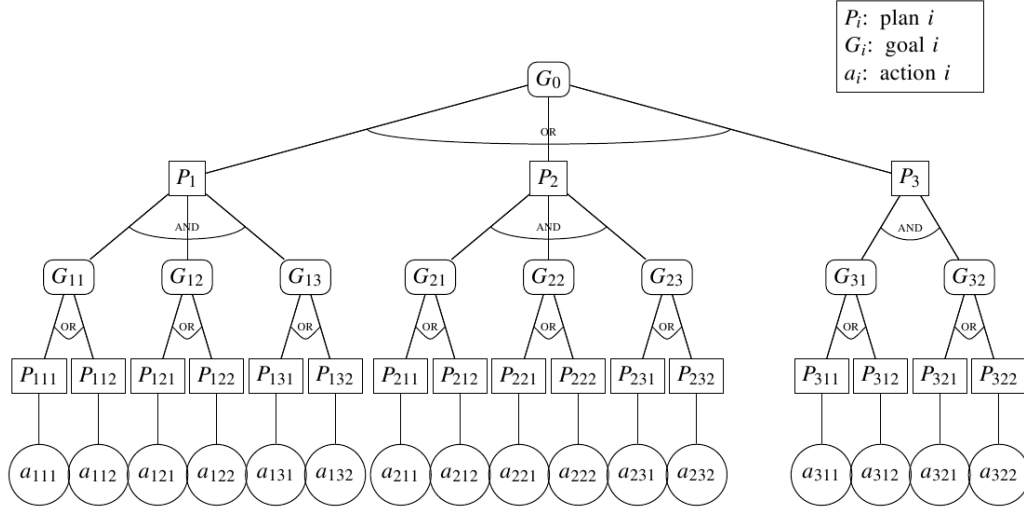 P_i: plan i
G_i: goal i
a_i: action i
G_0
OR
P_1 P_2 P_3
AND AND AND
G_11 G_12 G_13 G_21 G_22 G_23 G_31 G_32
OR OR OR OR OR OR OR OR
P_111 P_112 P_121 P_122 P_131 P_132 P_211 P_212 P_221 P_222 P_231 P_232 P_311 P_312 P_321 P_322
a_111 a_112 a_121 a_122 a_131 a_132 a_211 a_212 a_221 a_222 a_231 a_232 a_311 a_312 a_321 a_322